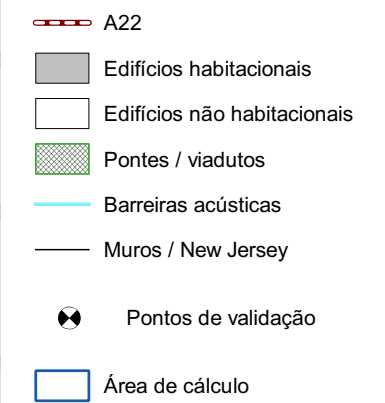 A22
Edifícios habitacionais
Edifícios não habitacionais
Pontes / viadutos
Barreiras acústicas
Muros / New Jersey
Pontos de validação
Área de cálculo